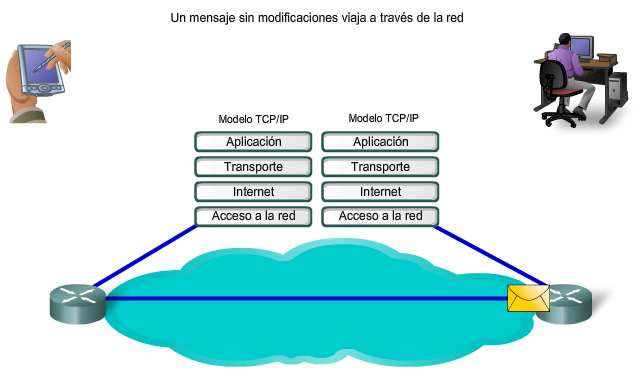 Un mensaje sin modificaciones viaja a través de la red
Modelo TCP/IP
Aplicación
Transporte
Internet
Acceso a la red
Modelo TCP/IP
Aplicación
Transporte
Internet
Acceso a la red